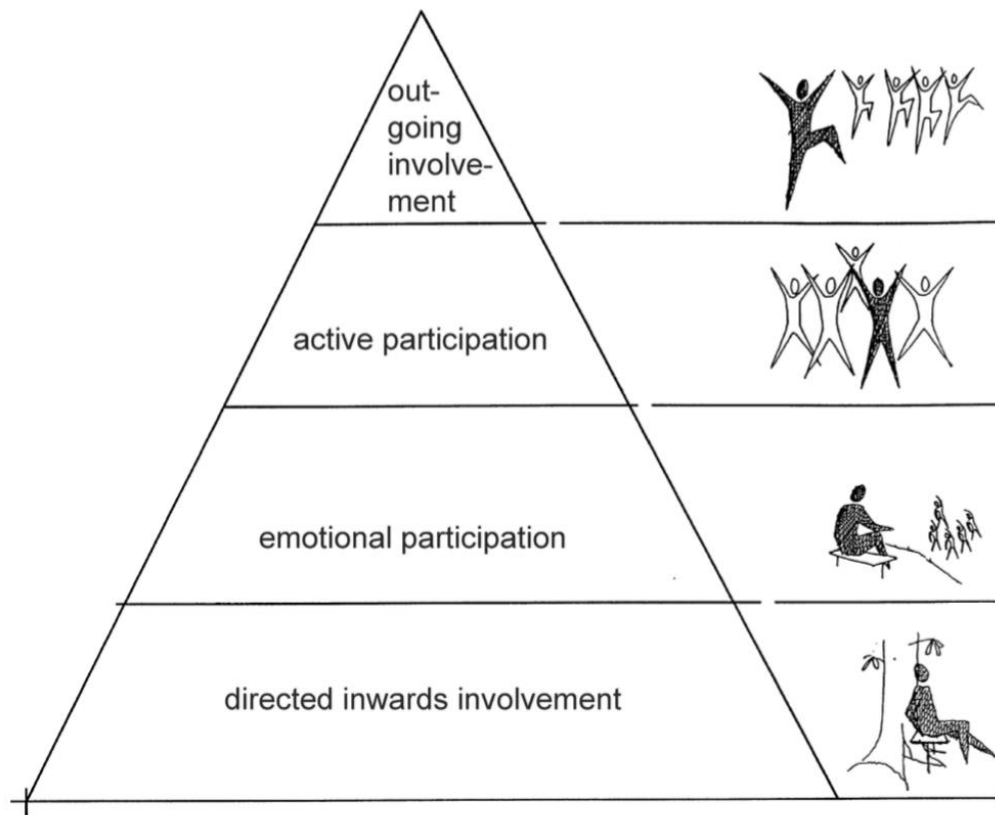 out-
going
involve-
ment
active participation
emotional participation
directed inwards involvement